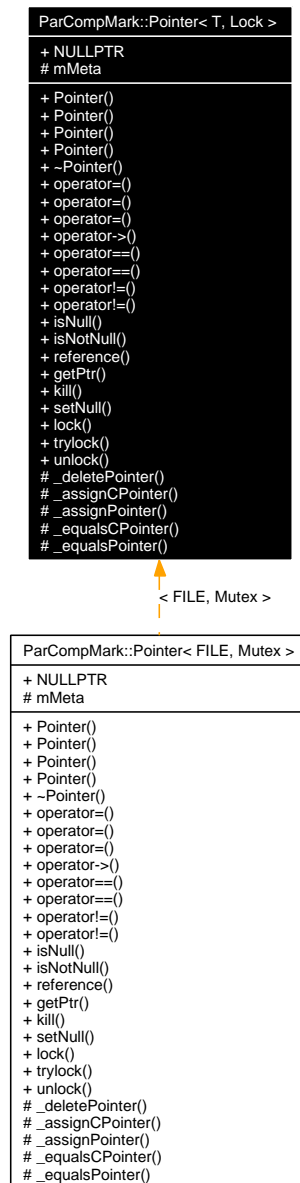 ParCompMark::Pointer< T, Lock >
+ NULLPTR
# mMeta
+ Pointer()
+ Pointer()
+ Pointer()
+ Pointer()
+ ~Pointer()
+ operator=()
+ operator=()
+ operator=()
+ operator->()
+ operator==()
+ operator==()
+ operator!=()
+ operator!=()
+ isNull()
+ isNotNull()
+ reference()
+ getPtr()
+ kill()
+ setNull()
+ lock()
+ trylock()
+ unlock()
# _deletePointer()
# _assignCPointer()
# _assignPointer()
# _equalsCPointer()
# _equalsPointer()
< FILE, Mutex >
ParCompMark::Pointer< FILE, Mutex >
+ NULLPTR
# mMeta
+ Pointer()
+ Pointer()
+ Pointer()
+ Pointer()
+ ~Pointer()
+ operator=()
+ operator=()
+ operator=()
+ operator->()
+ operator==()
+ operator==()
+ operator!=()
+ operator!=()
+ isNull()
+ isNotNull()
+ reference()
+ getPtr()
+ kill()
+ setNull()
+ lock()
+ trylock()
+ unlock()
# _deletePointer()
# _assignCPointer()
# _assignPointer()
# _equalsCPointer()
# _equalsPointer()